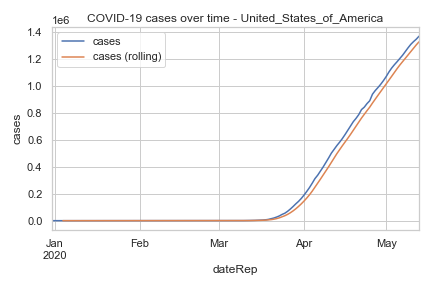 COVID-19 cases over time - United_States_of_America
1e6
cases
cases (rolling)
1.4
1.2
1.0
0.8
0.6
0.4
0.2
0.0
cases
Jan
2020
Feb
Mar
Apr
May
dateRep